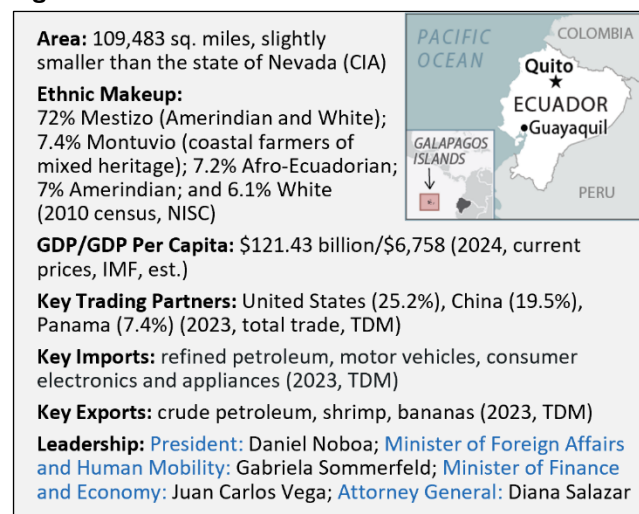 Area: 109,483 sq. miles, slightly
smaller than the state of Nevada (CIA)
Ethnic Makeup:
72% Mestizo (Amerindian and White);
7.4% Montuvio (coastal farmers of
mixed heritage); 7.2% Afro-Ecuadorian;
7% Amerindian; and 6.1% White
(2010 census, NISC)
PACIFIC
OCEAN
COLOMBIA
Quito
ECUADOR
Guayaquil
GALAPAGOS
ISLANDS
PERU
GDP/GDP Per Capita: $121.43 billion/$6,758 (2024, current
prices, IMF, est.)
Key Trading Partners: United States (25.2%), China (19.5%),
Panama (7.4%) (2023, total trade, TDM)
Key Imports: refined petroleum, motor vehicles, consumer
electronics and appliances (2023, TDM)
Key Exports: crude petroleum, shrimp, bananas (2023, TDM)
Leadership: President: Daniel Noboa; Minister of Foreign Affairs
and Human Mobility: Gabriela Sommerfeld; Minister of Finance
and Economy: Juan Carlos Vega; Attorney General: Diana Salazar